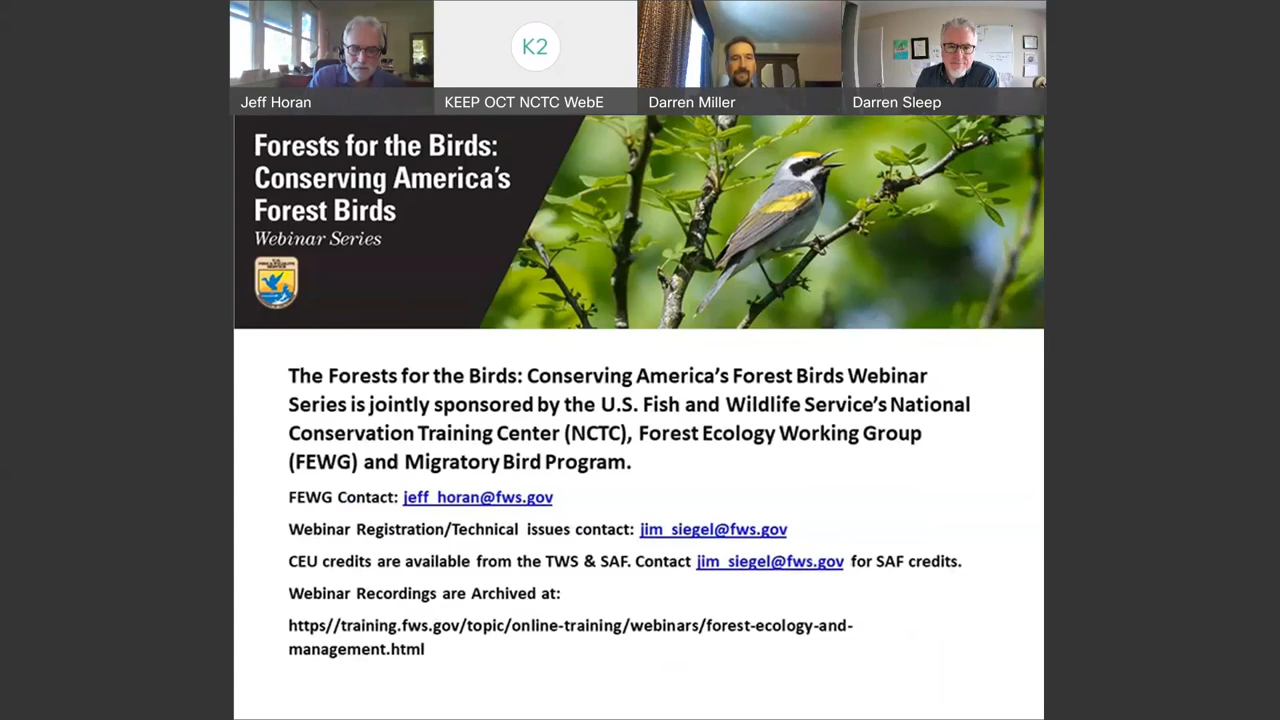 K2
Jeff Horan
KEEP OCT NCTC WebE
Darren Miller
Darren Sleep
Forests for the Birds:
Conserving America's
Forest Birds
Webinar Series
The Forests for the Birds: Conserving America's Forest Birds Webinar
Series is jointly sponsored by the U.S. Fish and Wildlife Service's National
Conservation Training Center (NCTC), Forest Ecology Working Group
(FEWG) and Migratory Bird Program.
FEWG Contact: jeff_horan@fws.gov
Webinar Registration/Technical issues contact: jim_siegel@fws.gov
CEU credits are available from the TWS & SAF. Contact jim_siegel@fws.gov for SAF credits.
Webinar Recordings are Archived at:
https//training.fws.gov/topic/online-training/webinars/forest-ecology-and-
management.html